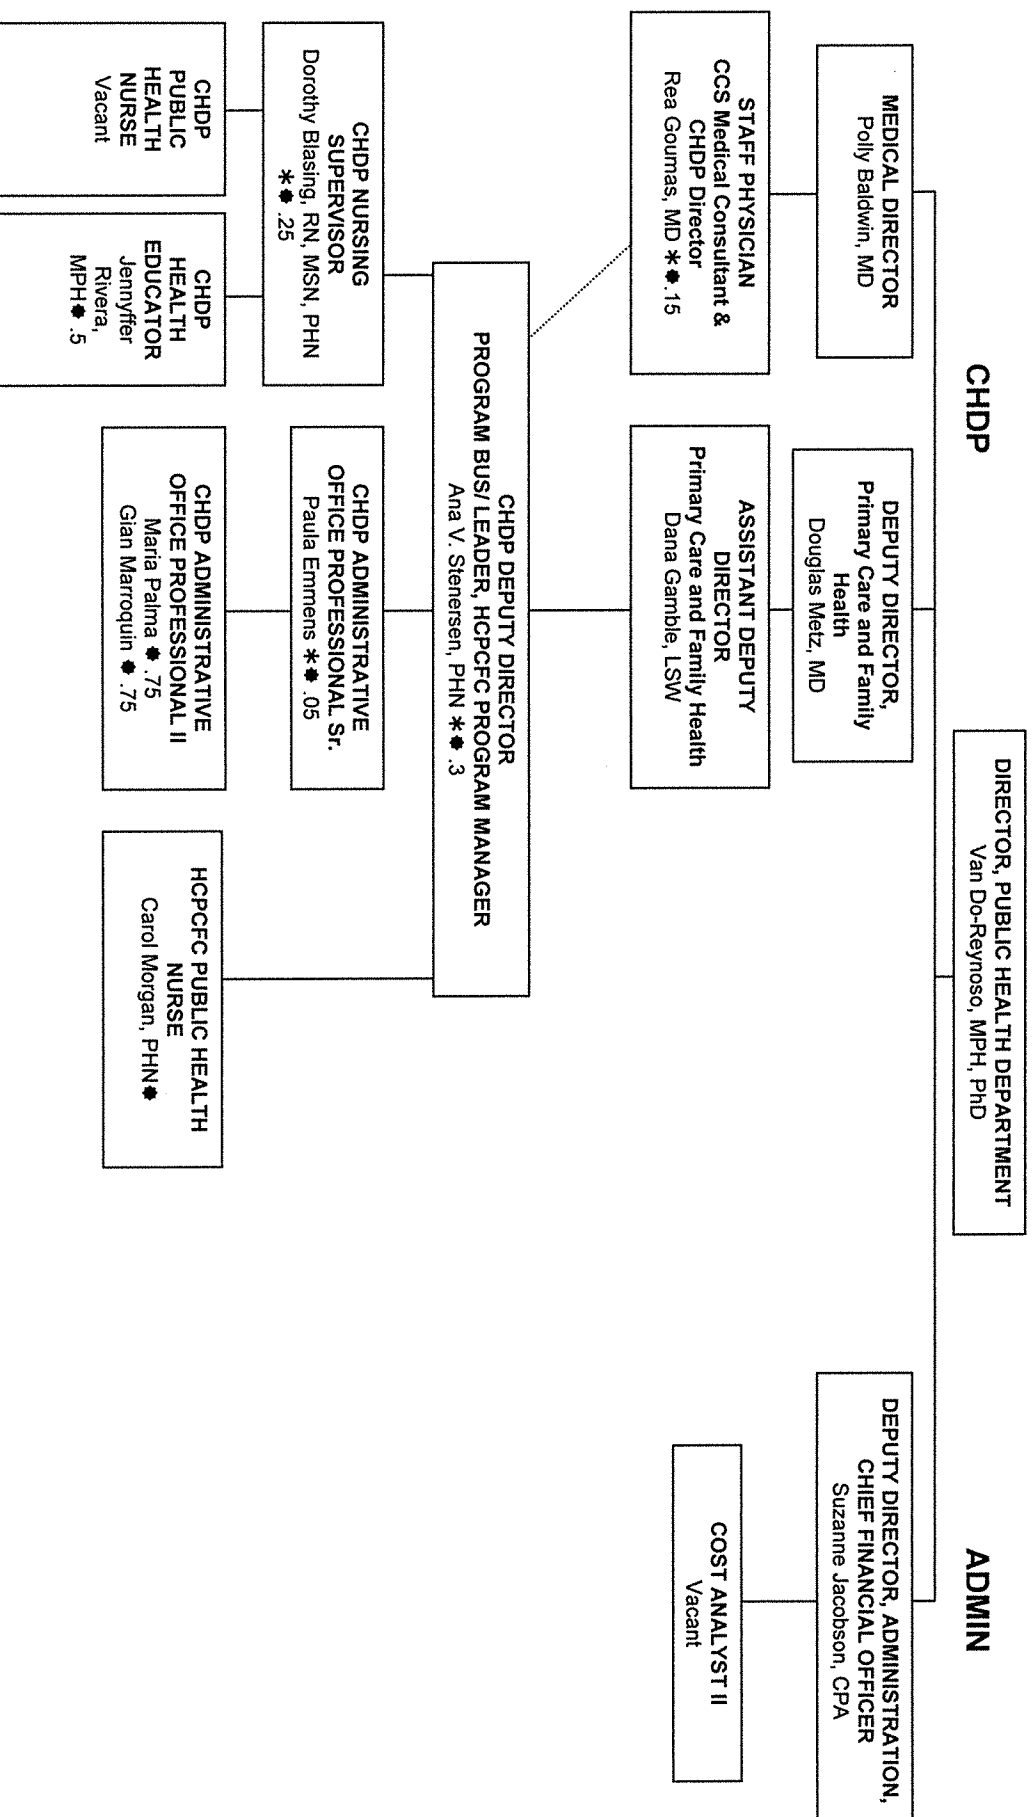 CHDP
ADMIN
DIRECTOR, PUBLIC HEALTH DEPARTMENT
Van Do-Reynoso, MPH, PhD
MEDICAL DIRECTOR
Polly Baldwin, MD
DEPUTY DIRECTOR,
Primary Care and Family
Health
Douglas Metz, MD
DEPUTY DIRECTOR, ADMINISTRATION,
CHIEF FINANCIAL OFFICER
Suzanne Jacobson, CPA
STAFF PHYSICIAN
CCS Medical Consultant &
CHDP Director
Rea Goumas, MD *✹.15
ASSISTANT DEPUTY
DIRECTOR
Primary Care and Family Health
Dana Gamble, LSW
COST ANALYST II
Vacant
CHDP DEPUTY DIRECTOR
PROGRAM BUS/ LEADER, HCPCFC PROGRAM MANAGER
Ana V. Stenersen, PHN *✹ .3
CHDP NURSING
SUPERVISOR
Dorothy Blasing, RN, MSN, PHN
*✹ .25
CHDP ADMINISTRATIVE
OFFICE PROFESSIONAL Sr.
Paula Emmens *✹ .05
CHDP
PUBLIC
HEALTH
NURSE
Vacant
CHDP
HEALTH
EDUCATOR
Jennyffer
Rivera,
MPH✹ .5
CHDP ADMINISTRATIVE
OFFICE PROFESSIONAL II
Maria Palma ✹ .75
Gian Marroquin ✹ .75
HCPCFC PUBLIC HEALTH
NURSE
Carol Morgan, PHN✹